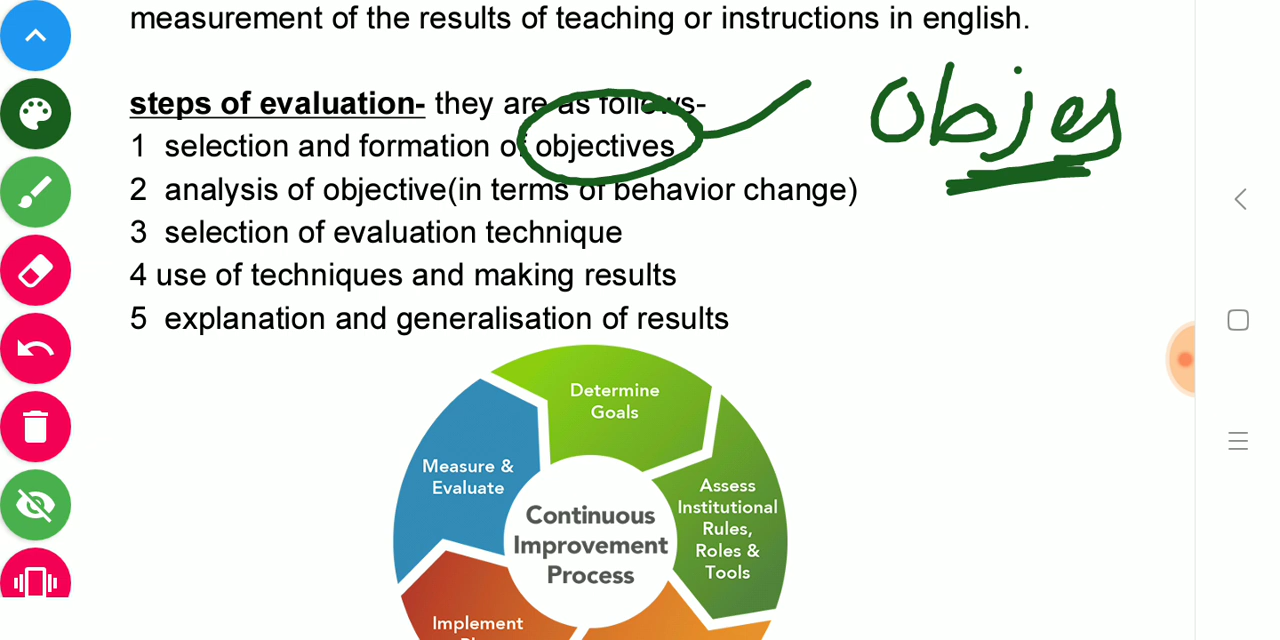 measurement of the results of teaching or instructions in english.
steps of evaluation- they are as follows-
1 selection and formation of objectives
Objes
2 analysis of objective(in terms of behavior change)
3 selection of evaluation technique
4 use of techniques and making results
5 explanation and generalisation of results
Determine
Goals
Measure &
Evaluate
Assess
Institutional
Rules,
Roles &
Tools
Continuous
Improvement
Process
Implement